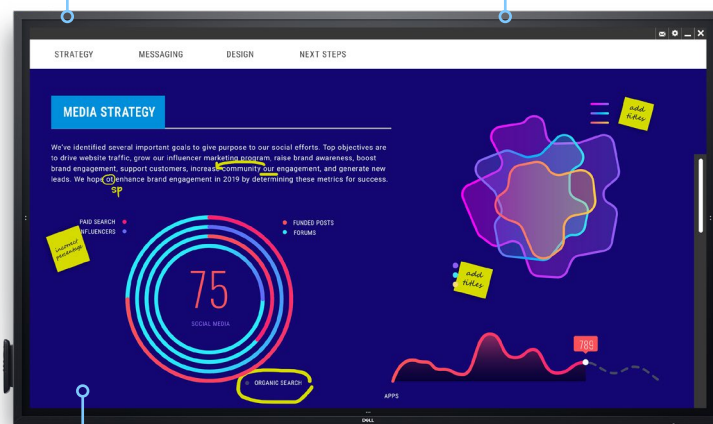 STRATEGY MESSAGING DESIGN NEXT STEPS
MEDIA STRATEGY
We've identified several important goals to give purpose to our social efforts. Top objectives are
to drive website traffic, grow our influencer marketing program, raise brand awareness, boost
brand engagement, support customers, increase community our engagement, and generate new
leads. We hope ot enhance brand engagement in 2019 by determining these metrics for success.
sp
add
titles
PAID SEARCH
INFLUENCERS
FUNDED POSTS
FORUMS
incorrect
percentage
75
SOCIAL MEDIA
add
titles
ORGANIC SEARCH
789
APPS
DELL